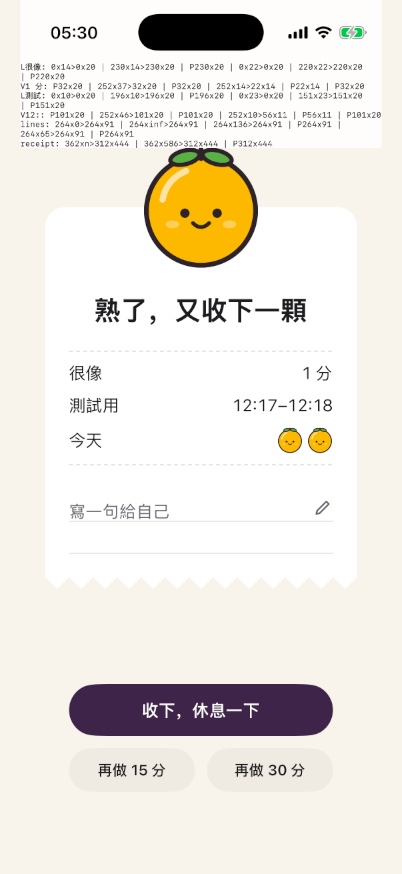 05:30
L很像: 0x14>0x20 | 230x14>230x20 | P230x20 | 0x22>0x20 | 220x22>220x20
| P220x20
V1 分: P32x20 | 252x37>32x20 | P32x20 | 252x14>22x14 | P22x14 | P32x20
L測試: 0x10>0x20 | 196x10>196x20 | P196x20 | 0x23>0x20 | 151x23>151x20
| P151x20
V12:: P101x20 | 252x46>101x20 | P101x20 | 252x10>56x11 | P56x11 | P101x20
lines: 264x0>264x91 | 264xinf>264x91 | 264x136>264x91 | P264x91 |
264x65>264x91 | P264x91
receipt: 362xn>312x444 | 362x586>312x444 | P312x444
熟了，又收下一顆
很像 1 分
測試用 12:17–12:18
今天
寫一句給自己
收下，休息一下
再做 15 分 再做 30 分